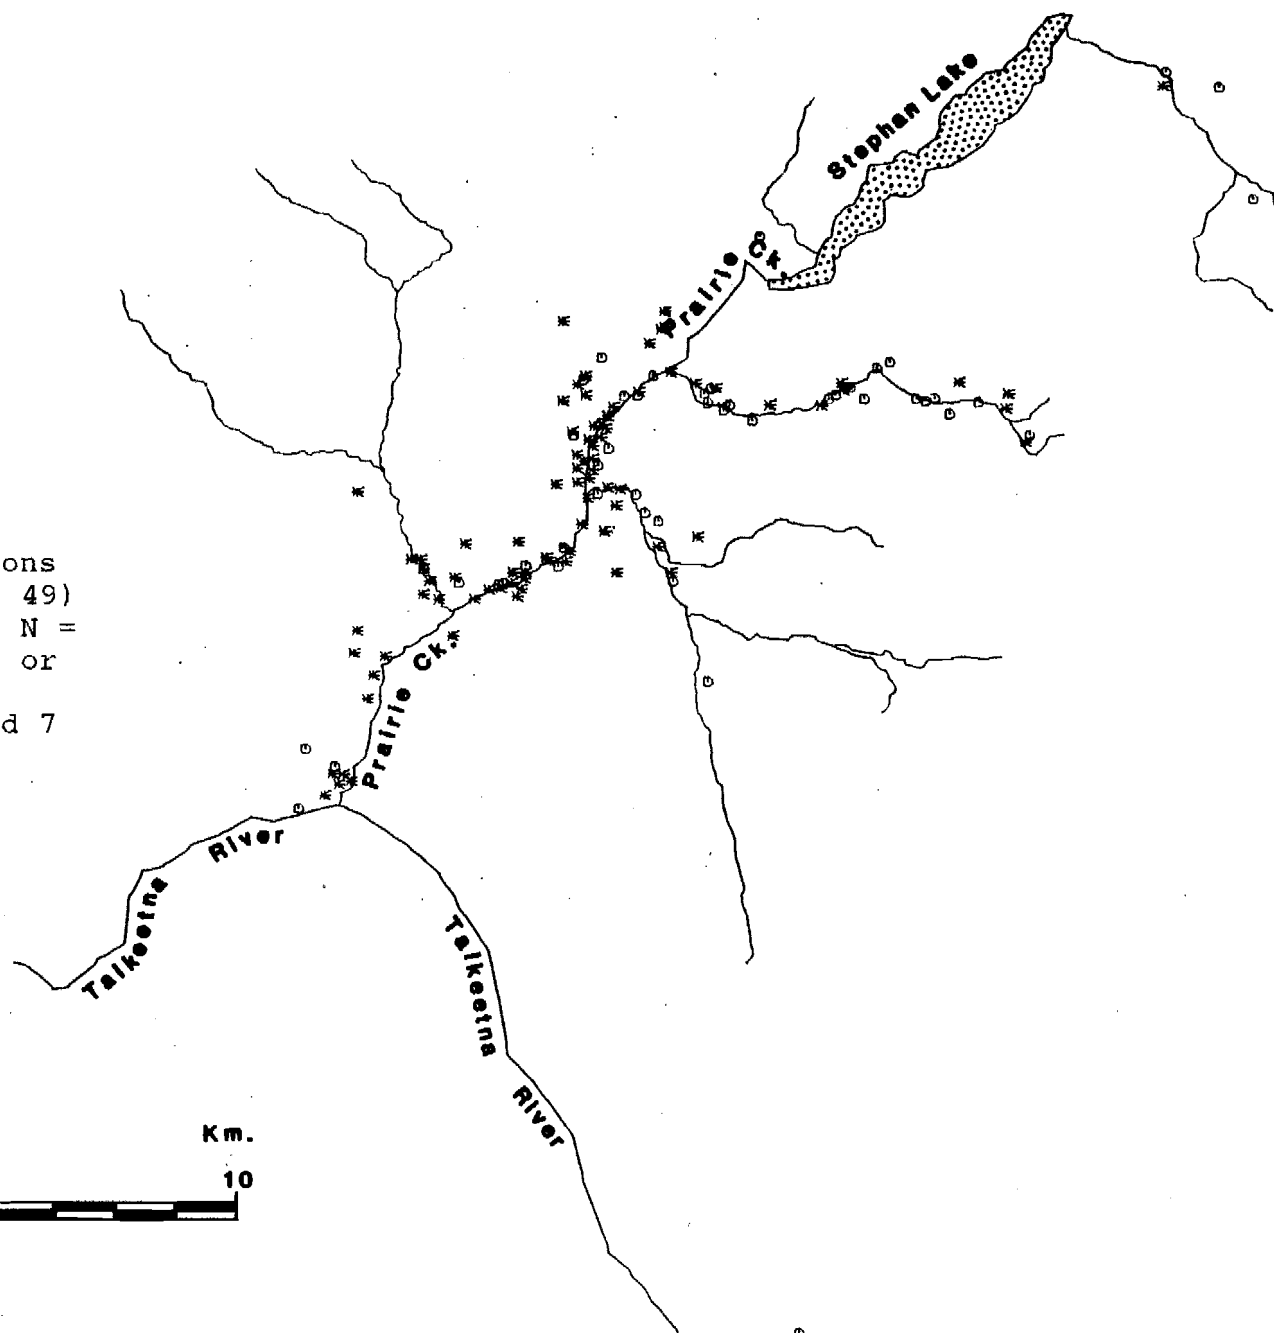 Stephan Lake
Prairie Ck.
ons
49)
N =
or
d 7
Prairie Ck.
Talkeetna River
Talkeetna River
Km.
10